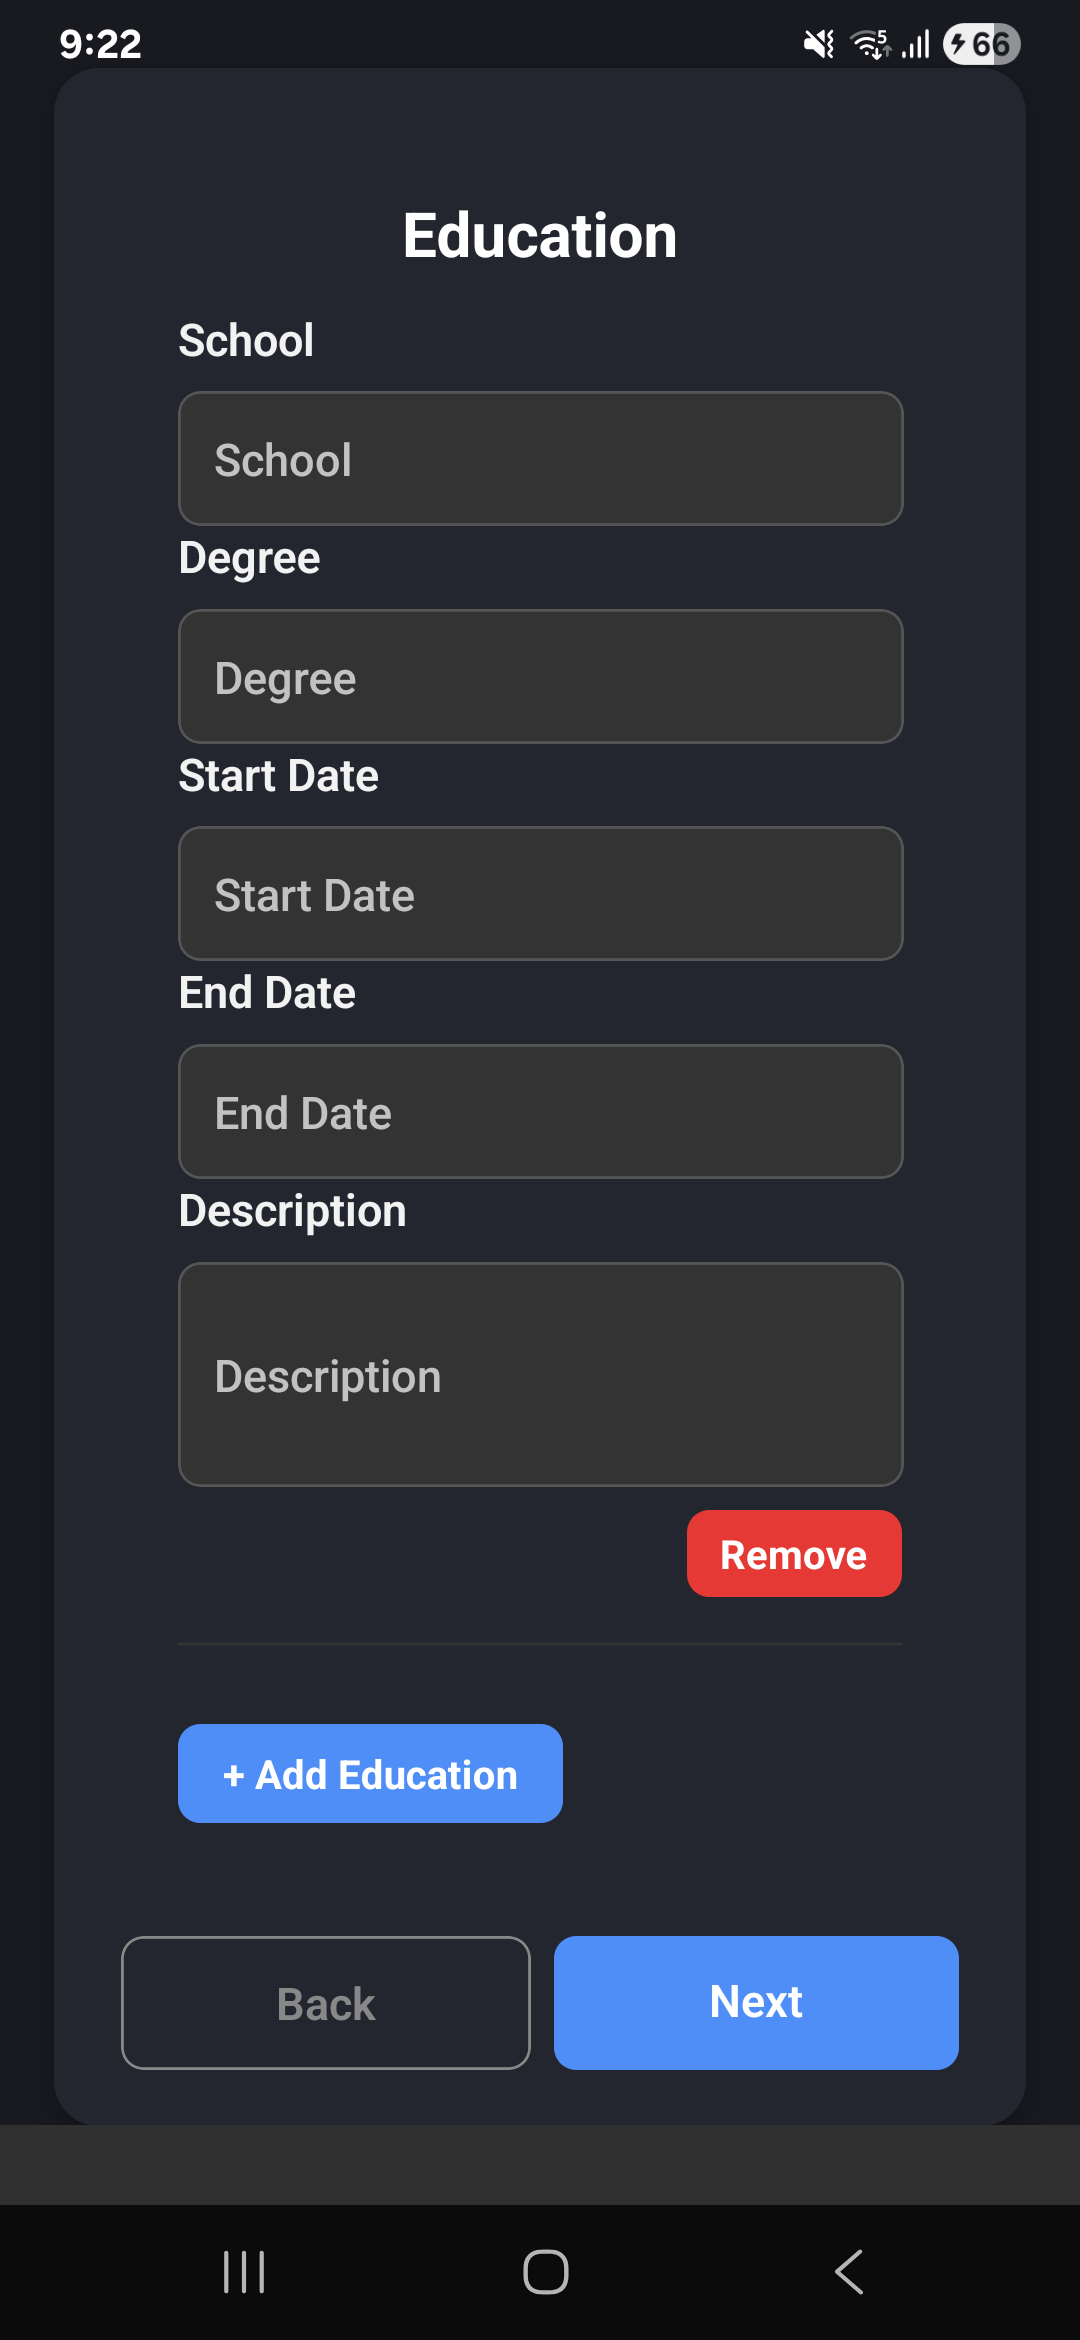 9:22
5
66
Education
School
School
Degree
Degree
Start Date
Start Date
End Date
End Date
Description
Description
Remove
+ Add Education
Back
Next